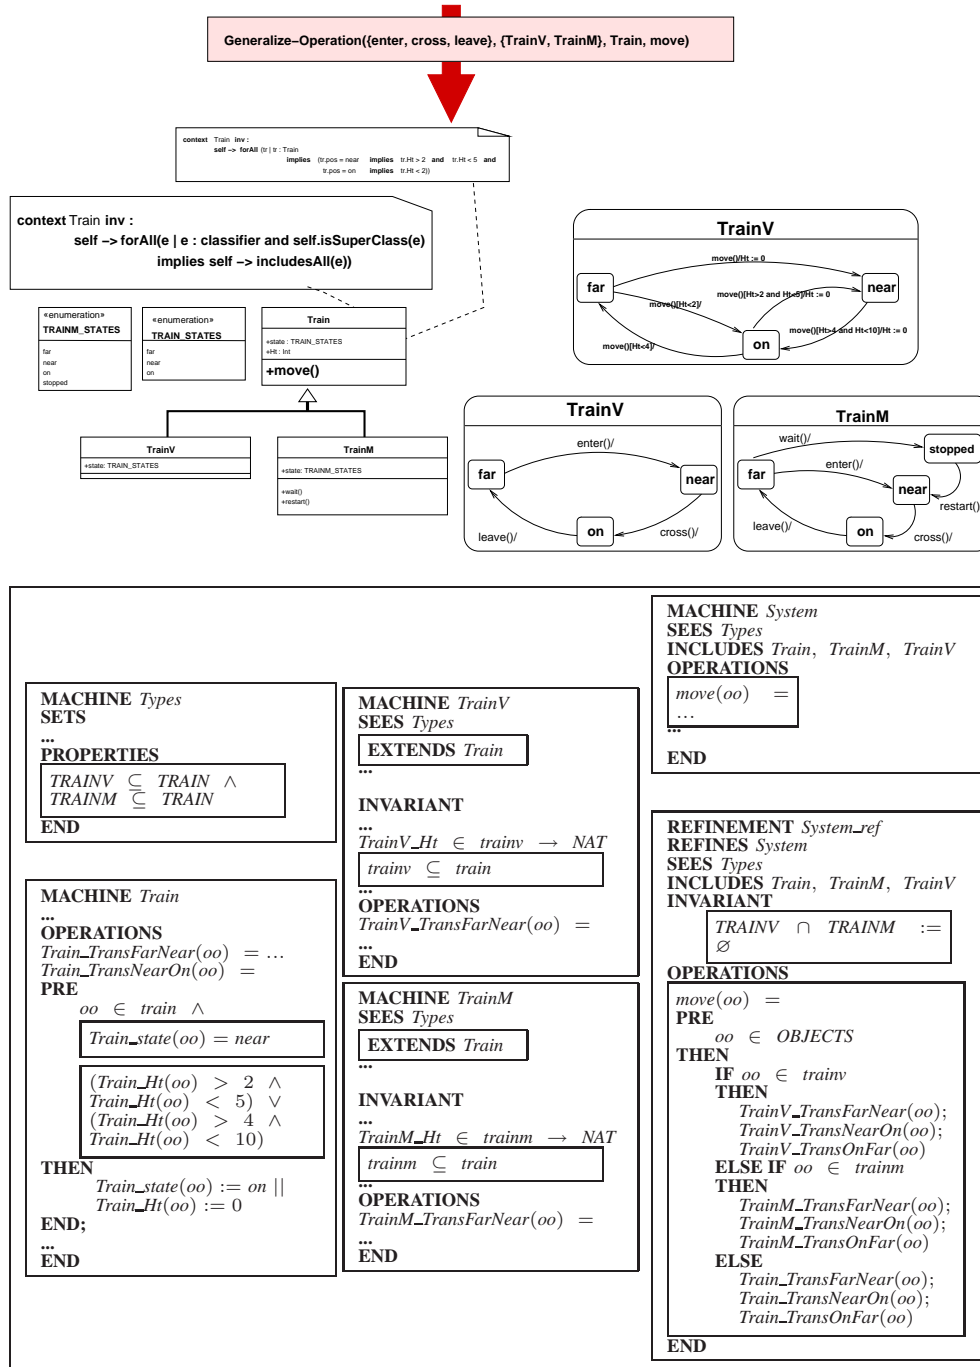 Generalize−Operation({enter, cross, leave}, {TrainV, TrainM}, Train, move)
context Train inv :
self −> forAll (tr | tr : Train
implies (tr.pos = near implies tr.Ht > 2 and tr.Ht < 5 and
tr.pos = on implies tr.Ht < 2))
context Train inv :
self −> forAll(e | e : classifier and self.isSuperClass(e)
implies self −> includesAll(e))
«enumeration»
TRAINM_STATES
far
near
on
stopped
«enumeration»
TRAIN_STATES
far
near
on
Train
+state : TRAIN_STATES
+Ht : Int
+move()
TrainV
+state: TRAIN_STATES
TrainM
+state: TRAINM_STATES
+wait()
+restart()
TrainV
move()/Ht := 0
far
near
move()[Ht>2 and Ht<5]/Ht := 0
move()[Ht<2]/
move()[Ht>4 and Ht<10]/Ht := 0
move()[Ht<4]/
on
TrainV
enter()/
far
near
leave()/
on
cross()/
TrainM
wait()/
stopped
enter()/
far
near
restart()
leave()/
on
cross()/
MACHINE Types
SETS
...
PROPERTIES
TRAINV ⊆ TRAIN ∧
TRAINM ⊆ TRAIN
END
MACHINE Train
...
OPERATIONS
Train_TransFarNear(oo) = ...
Train_TransNearOn(oo) =
PRE
oo ∈ train ∧
Train_state(oo) = near
(Train_Ht(oo) > 2 ∧
Train_Ht(oo) < 5) ∨
(Train_Ht(oo) > 4 ∧
Train_Ht(oo) < 10)
THEN
Train_state(oo) := on ||
Train_Ht(oo) := 0
END;
...
END
MACHINE TrainV
SEES Types
EXTENDS Train
...
INVARIANT
...
TrainV_Ht ∈ trainv → NAT
trainv ⊆ train
...
OPERATIONS
TrainV_TransFarNear(oo) =
...
END
MACHINE TrainM
SEES Types
EXTENDS Train
...
INVARIANT
...
TrainM_Ht ∈ trainm → NAT
trainm ⊆ train
...
OPERATIONS
TrainM_TransFarNear(oo) =
...
END
MACHINE System
SEES Types
INCLUDES Train, TrainM, TrainV
OPERATIONS
move(oo) =
...
...
END
REFINEMENT System_ref
REFINES System
SEES Types
INCLUDES Train, TrainM, TrainV
INVARIANT
TRAINV ∩ TRAINM :=
∅
OPERATIONS
move(oo) =
PRE
oo ∈ OBJECTS
THEN
IF oo ∈ trainv
THEN
TrainV_TransFarNear(oo);
TrainV_TransNearOn(oo);
TrainV_TransOnFar(oo)
ELSE IF oo ∈ trainm
THEN
TrainM_TransFarNear(oo);
TrainM_TransNearOn(oo);
TrainM_TransOnFar(oo)
ELSE
Train_TransFarNear(oo);
Train_TransNearOn(oo);
Train_TransOnFar(oo)
END